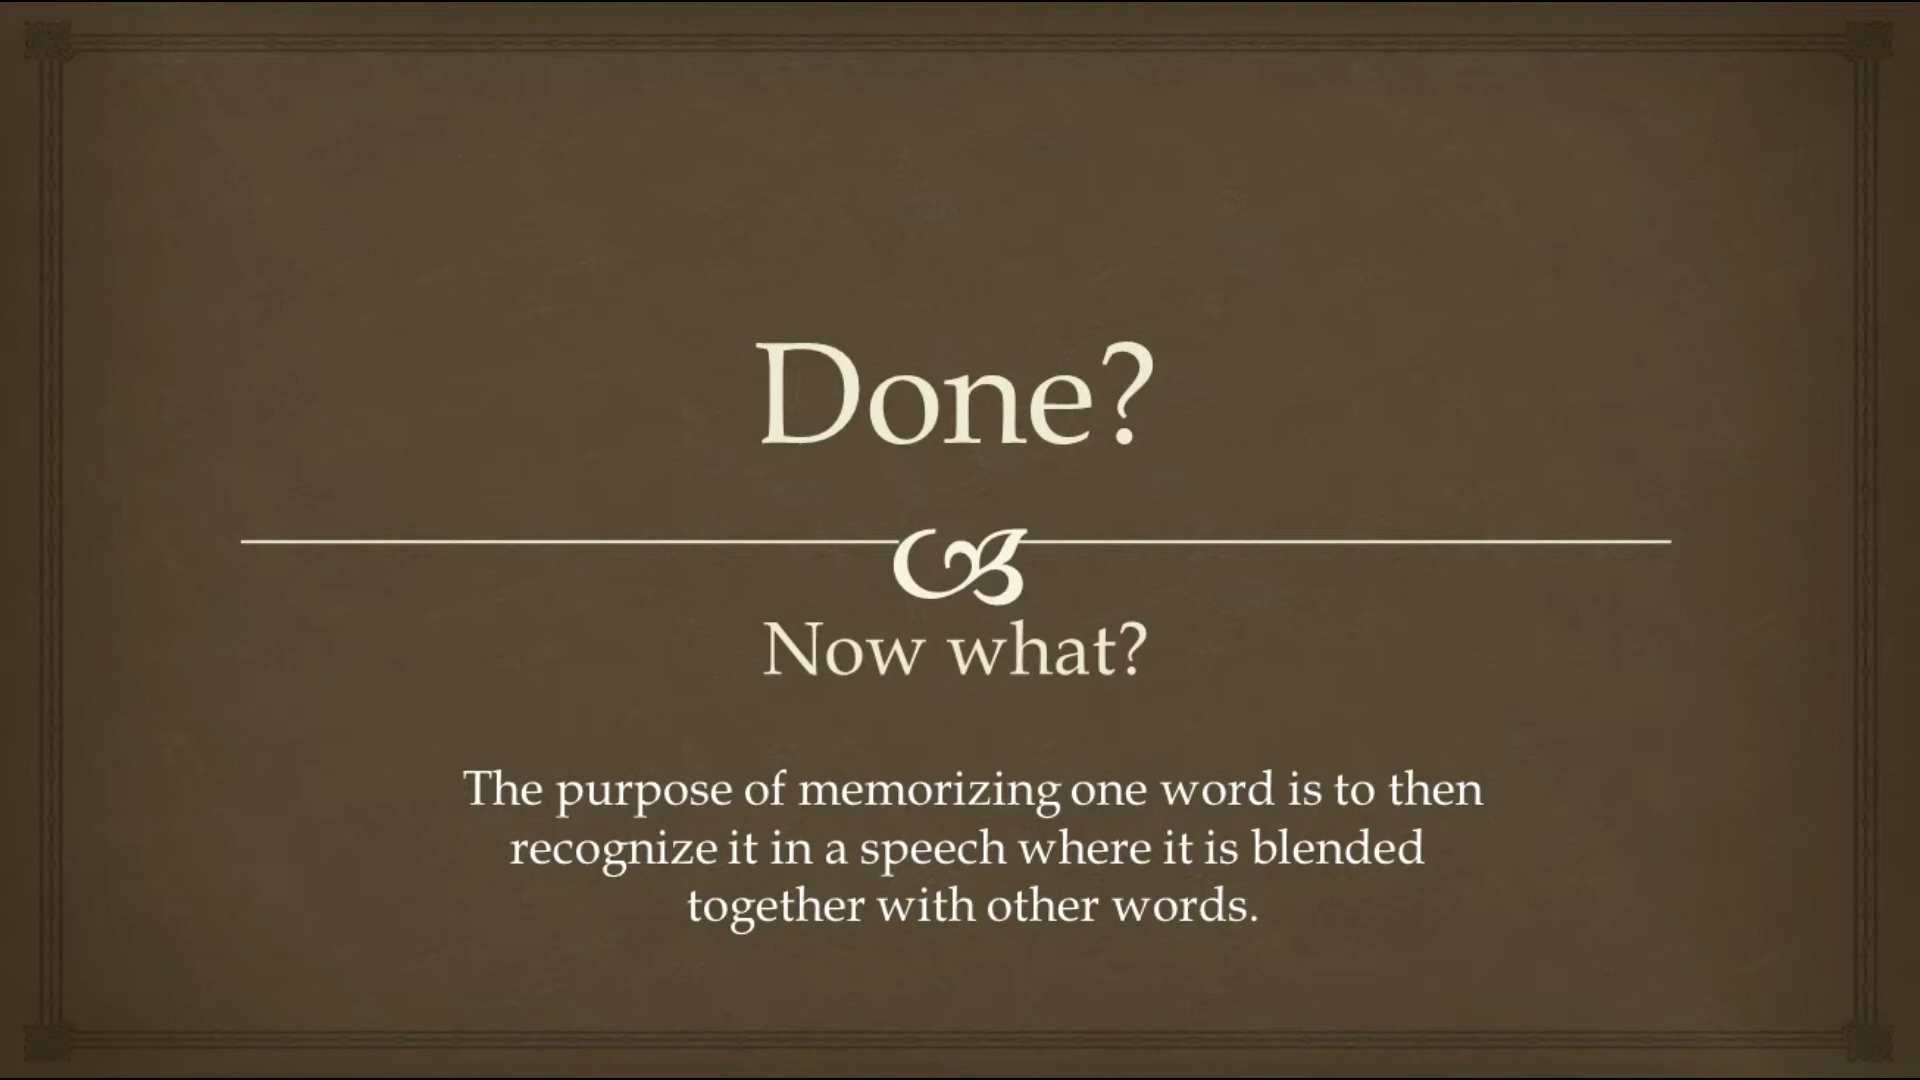 Done?
Now what?
The purpose of memorizing one word is to then
recognize it in a speech where it is blended
together with other words.